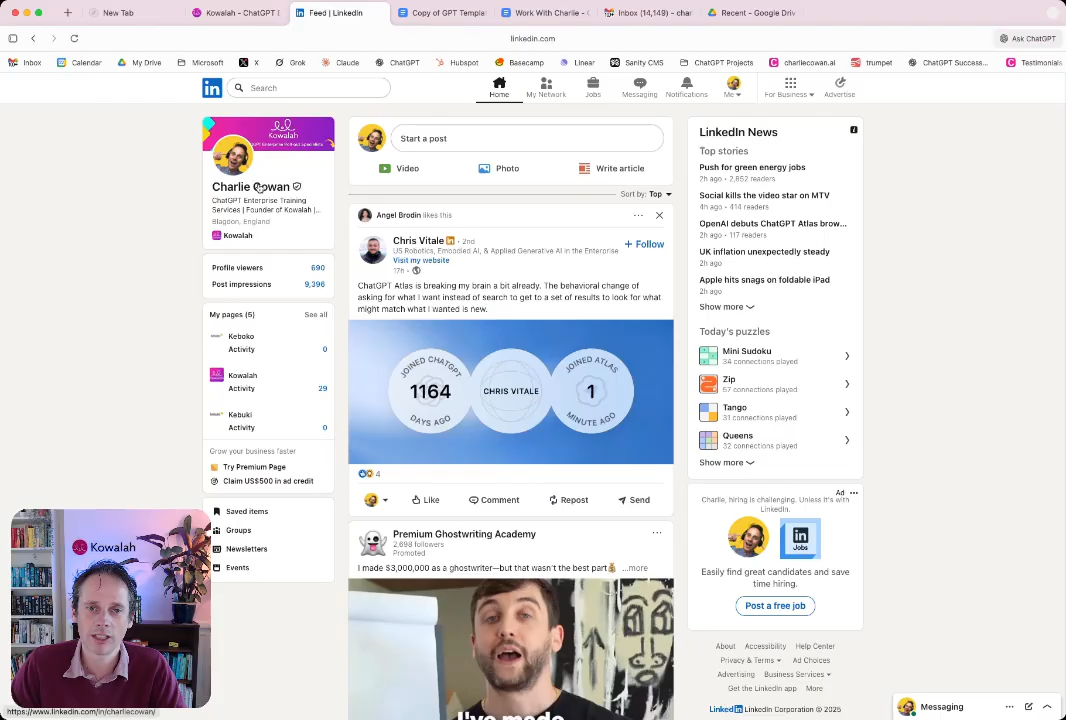 New Tab
Kowalah - ChatGPT E
Feed | LinkedIn
Copy of GPT Templa
Work With Charlie - G
Inbox (14,149) - char
Recent - Google Driv
linkedin.com
Ask ChatGPT
Inbox
Calendar
My Drive
Microsoft
X
Grok
Claude
ChatGPT
Hubspot
Basecamp
Linear
Sanity CMS
ChatGPT Projects
charliecowan.ai
trumpet
ChatGPT Success...
Testimonials
Search
Home
My Network
Jobs
Messaging
Notifications
Me
For Business
Advertise
Kowalah
GPT Enterprise Rollout Specialists
Charlie Cowan
ChatGPT Enterprise Training
Services | Founder of Kowalah |...
Blagdon, England
Kowalah
Profile viewers 690
Post impressions 9,396
My pages (5) See all
Keboko
Activity 0
Kowalah
Activity 29
Kebuki
Activity 0
Grow your business faster
Try Premium Page
Claim US$500 in ad credit
Saved items
Groups
Newsletters
Events
Kowalah
https://www.linkedin.com/in/charliecowan/
Start a post
Video
Photo
Write article
Sort by: Top
Angel Brodin likes this
Chris Vitale in • 2nd
+ Follow
US Robotics, Embodied AI, & Applied Generative AI in the Enterprise
Visit my website
17h •
ChatGPT Atlas is breaking my brain a bit already. The behavioral change of
asking for what I want instead of search to get to a set of results to look for what
might match what I wanted is new.
JOINED CHATGPT
1164
DAYS AGO
CHRIS VITALE
JOINED ATLAS
1
MINUTE AGO
4
Like
Comment
Repost
Send
Premium Ghostwriting Academy
2,698 followers
Promoted
I made $3,000,000 as a ghostwriter—but that wasn't the best part💰 ...more
I've made
LinkedIn News
Top stories
Push for green energy jobs
2h ago • 2,852 readers
Social kills the video star on MTV
4h ago • 414 readers
OpenAI debuts ChatGPT Atlas brow...
2h ago • 117 readers
UK inflation unexpectedly steady
2h ago
Apple hits snags on foldable iPad
2h ago
Show more
Today's puzzles
Mini Sudoku
34 connections played
Zip
57 connections played
Tango
31 connections played
Queens
32 connections played
Show more
Ad
Charlie, hiring is challenging. Unless it's with
LinkedIn.
in
Jobs
Easily find great candidates and save
time hiring.
Post a free job
About Accessibility Help Center
Privacy & Terms Ad Choices
Advertising Business Services
Get the LinkedIn app More
LinkedIn LinkedIn Corporation © 2025
Messaging